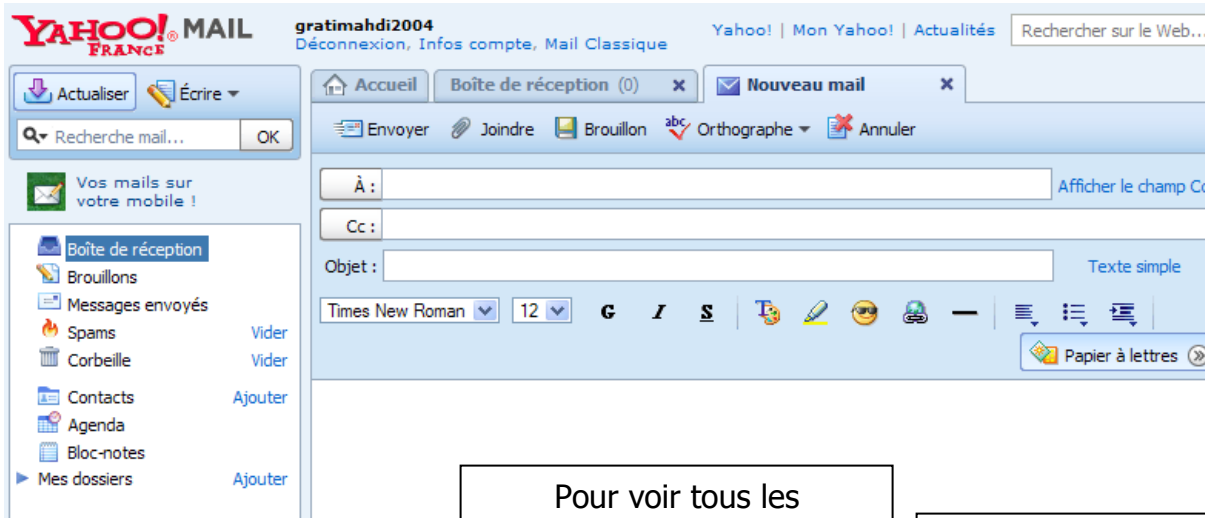 YAHOO! MAIL
FRANCE
gratimahdi2004
Déconnexion, Infos compte, Mail Classique
Yahoo! | Mon Yahoo! | Actualités
Rechercher sur le Web...
Actualiser
Écrire
Recherche mail...
OK
Vos mails sur
votre mobile !
Boîte de réception
Brouillons
Messages envoyés
Spams Vider
Corbeille Vider
Contacts Ajouter
Agenda
Bloc-notes
Mes dossiers Ajouter
Accueil
Boîte de réception (0) x
Nouveau mail x
Envoyer
Joindre
Brouillon
abc Orthographe
Annuler
À :
Afficher le champ Cc
Cc :
Objet :
Texte simple
Times New Roman
12
G I S
Papier à lettres
Pour voir tous les